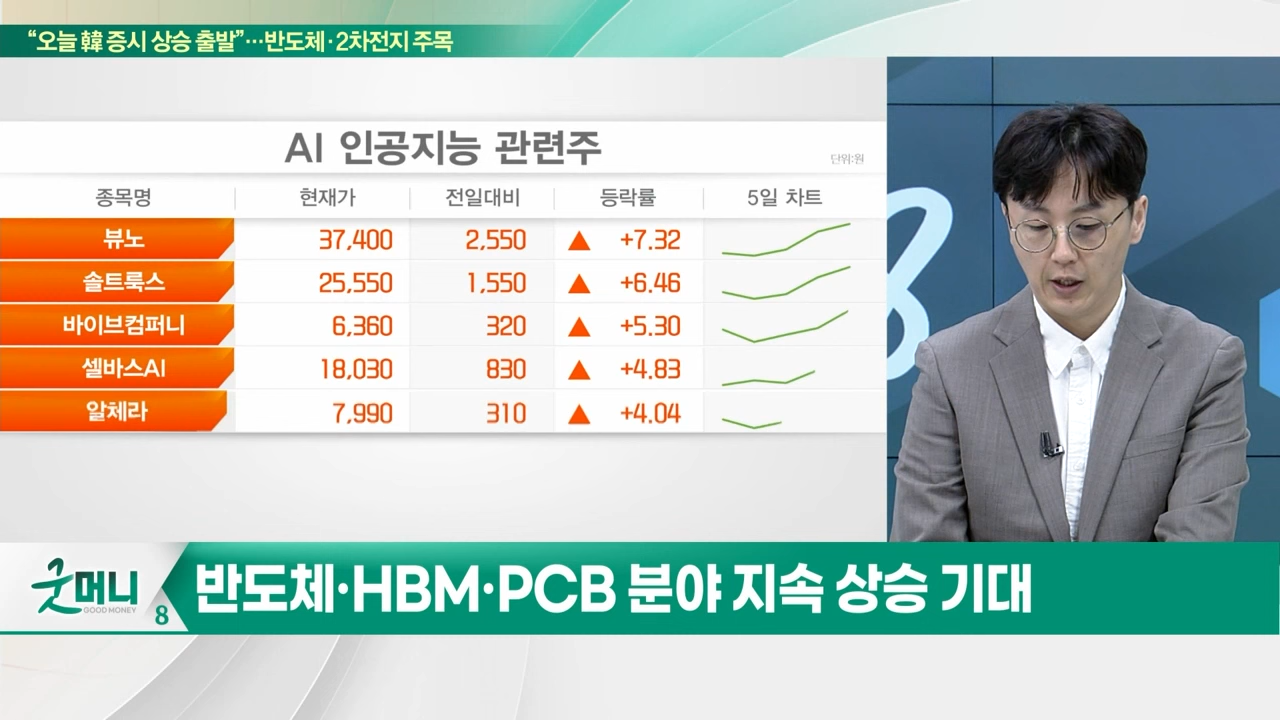 “오늘 韓 증시 상승 출발”…반도체·2차전지 주목
AI 인공지능 관련주
단위:원
종목명 현재가 전일대비 등락률 5일 차트
뷰노 37,400 2,550 ▲ +7.32
솔트룩스 25,550 1,550 ▲ +6.46
바이브컴퍼니 6,360 320 ▲ +5.30
셀바스AI 18,030 830 ▲ +4.83
알체라 7,990 310 ▲ +4.04
굿머니
GOOD MONEY
8
반도체·HBM·PCB 분야 지속 상승 기대